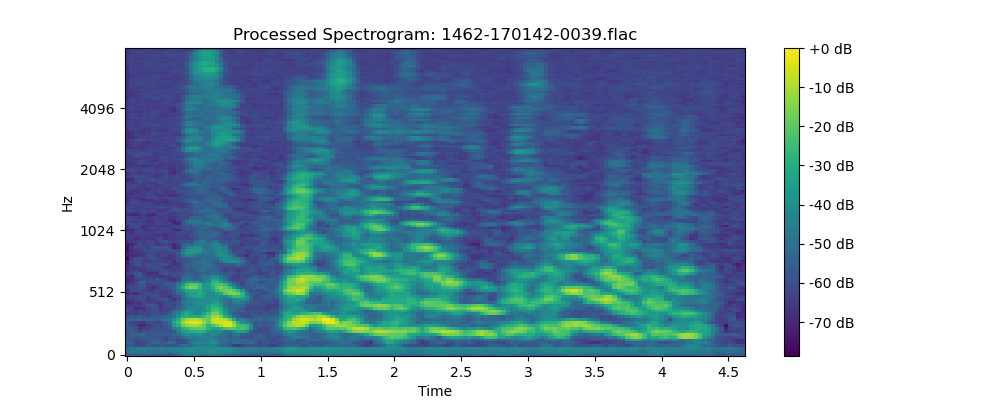 Processed Spectrogram: 1462-170142-0039.flac
Hz
4096
2048
1024
512
0
0 0.5 1 1.5 2 2.5 3 3.5 4 4.5
Time
+0 dB
-10 dB
-20 dB
-30 dB
-40 dB
-50 dB
-60 dB
-70 dB